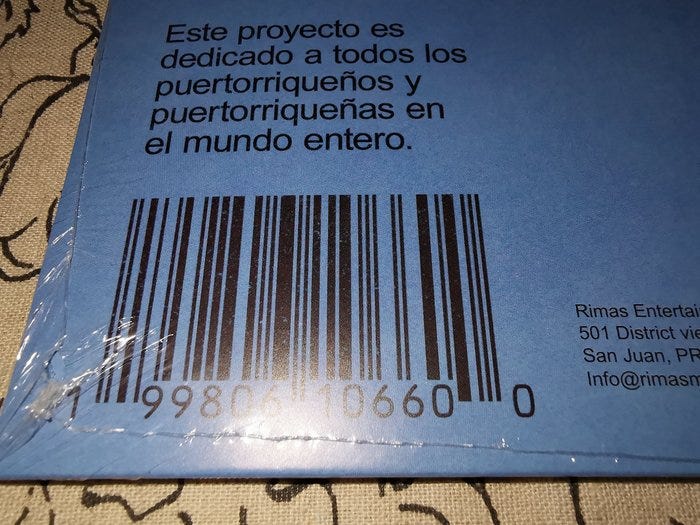 Este proyecto es
dedicado a todos los
puertorriqueños y
puertorriqueñas en
el mundo entero.
1 99806 10660 0
Rimas Entertai
501 District vie
San Juan, PR
Info@rimasm